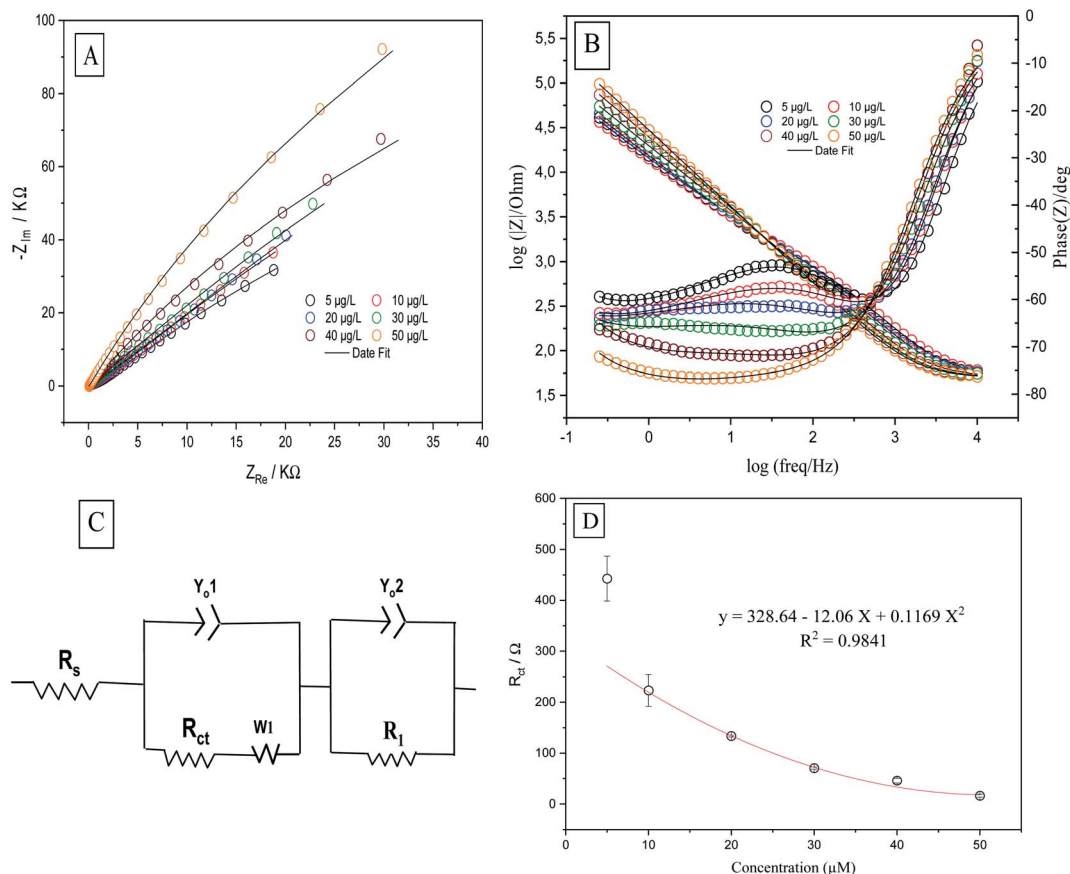 A
100
80
60
40
20
0
-Z_Im / KΩ
0 5 10 15 20 25 30 35 40
Z_Re / KΩ
5 µg/L 10 µg/L
20 µg/L 30 µg/L
40 µg/L 50 µg/L
Date Fit
B
5,5
5,0
4,5
4,0
3,5
3,0
2,5
2,0
1,5
log (|Z|/Ohm)
-1 0 1 2 3 4 5
log (freq/Hz)
0
-10
-20
-30
-40
-50
-60
-70
-80
Phase(Z)/deg
5 µg/L 10 µg/L
20 µg/L 30 µg/L
40 µg/L 50 µg/L
Date Fit
C
Y_o1 Y_o2
R_s
R_ct W1 R_1
D
600
500
400
300
200
100
0
R_ct / Ω
y = 328.64 - 12.06 X + 0.1169 X²
R² = 0.9841
0 10 20 30 40 50
Concentration (µM)